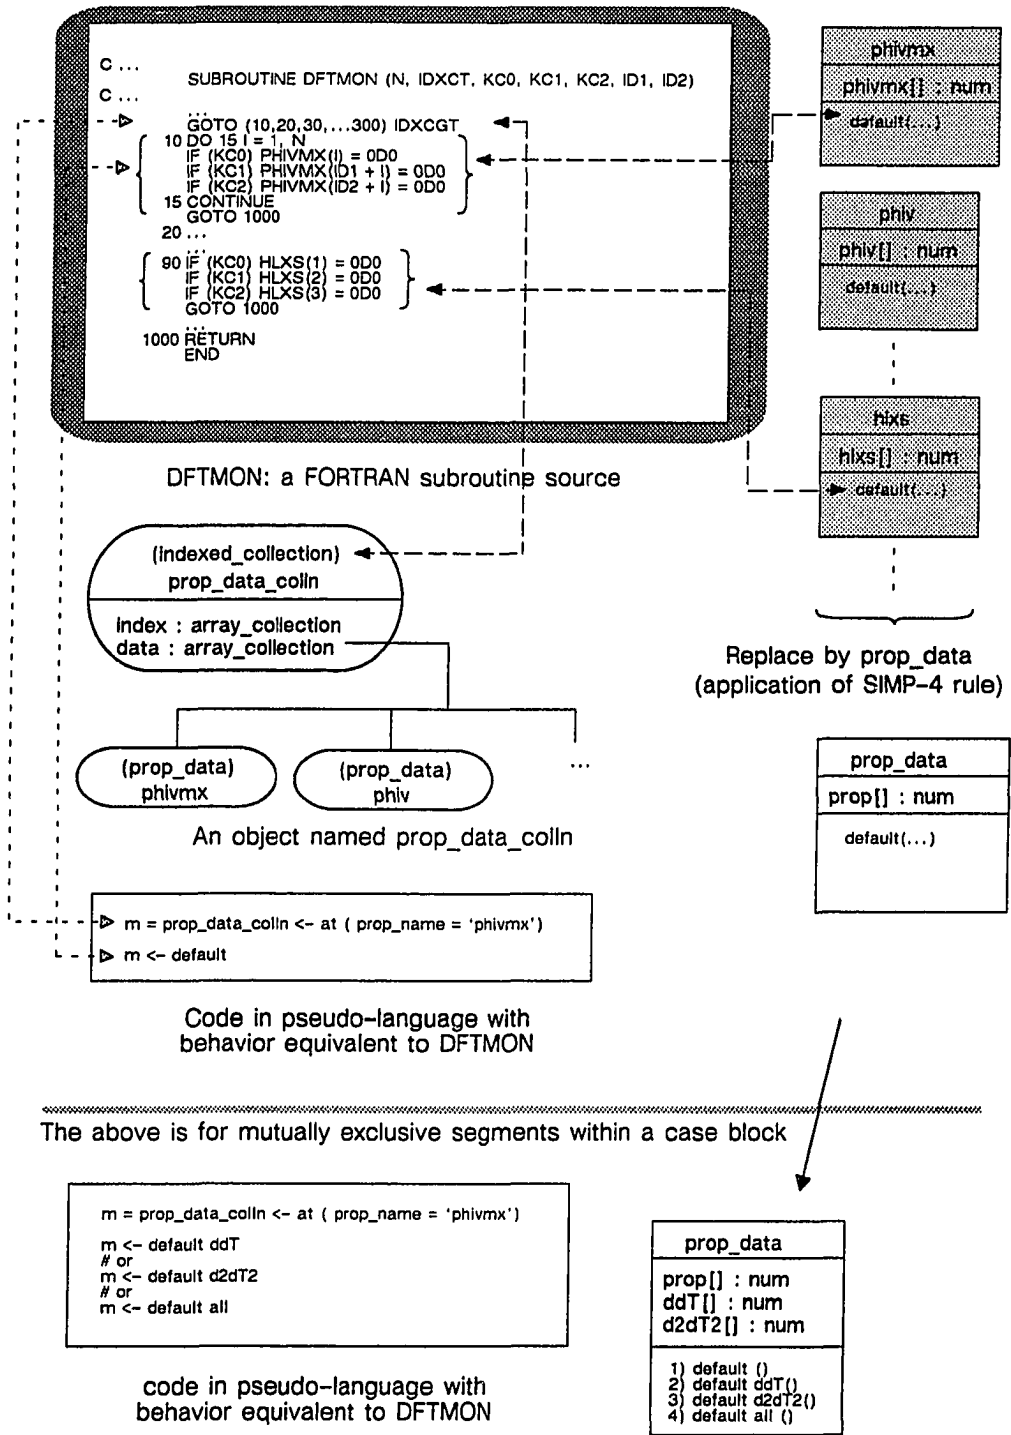 C ...
SUBROUTINE DFTMON (N, IDXCT, KC0, KC1, KC2, ID1, ID2)
C ...
...
GOTO (10,20,30,...300) IDXCGT
10 DO 15 I = 1, N
IF (KC0) PHIVMX(I) = 0D0
IF (KC1) PHIVMX(ID1 + I) = 0D0
IF (KC2) PHIVMX(ID2 + I) = 0D0
15 CONTINUE
GOTO 1000
20 ...
...
90 IF (KC0) HLXS(1) = 0D0
IF (KC1) HLXS(2) = 0D0
IF (KC2) HLXS(3) = 0D0
GOTO 1000
...
1000 RETURN
END
DFTMON: a FORTRAN subroutine source
phivmx
phivmx[] : num
default(...)
phiv
phiv[] : num
default(...)
hlxs
hlxs[] : num
default(...)
Replace by prop_data
(application of SIMP-4 rule)
(indexed_collection)
prop_data_colln
index : array_collection
data : array_collection
(prop_data)
phivmx
(prop_data)
phiv
...
An object named prop_data_colln
prop_data
prop[] : num
default(...)
m = prop_data_colln <- at ( prop_name = 'phivmx')
m <- default
Code in pseudo-language with
behavior equivalent to DFTMON
The above is for mutually exclusive segments within a case block
m = prop_data_colln <- at ( prop_name = 'phivmx')
m <- default ddT
# or
m <- default d2dT2
# or
m <- default all
code in pseudo-language with
behavior equivalent to DFTMON
prop_data
prop[] : num
ddT[] : num
d2dT2[] : num
1) default ()
2) default ddT()
3) default d2dT2()
4) default all ()